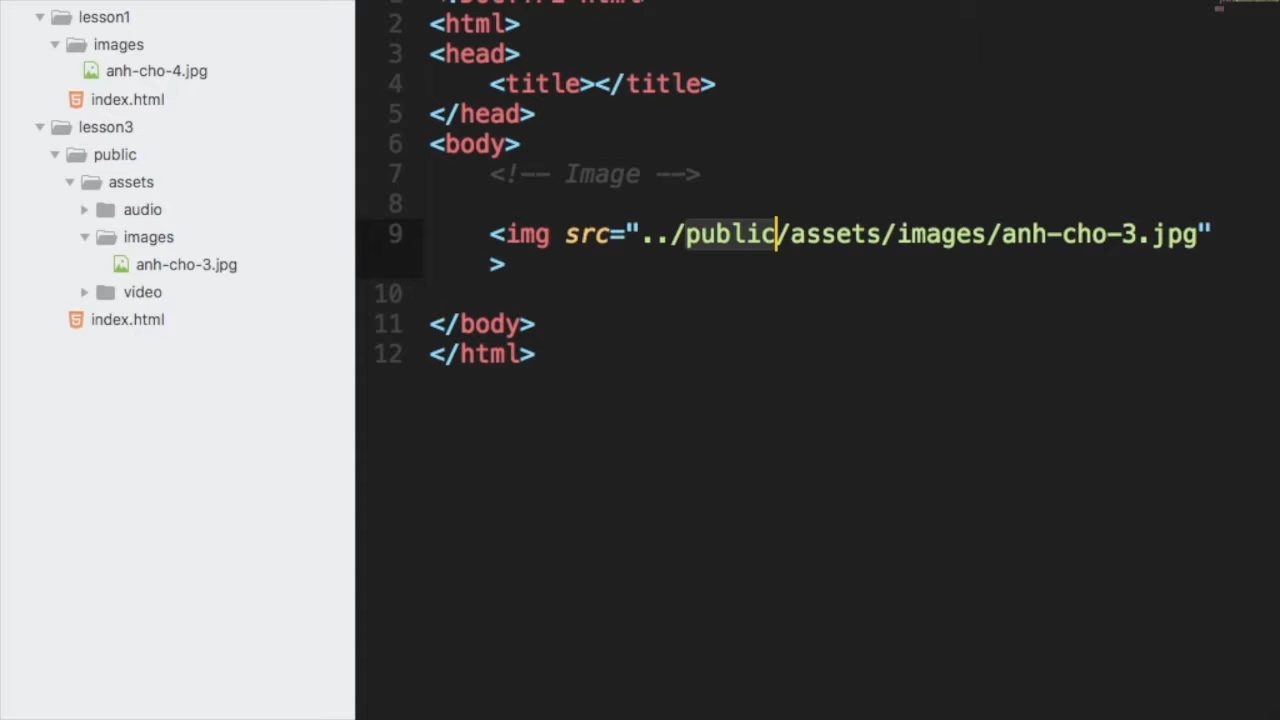 lesson1
images
anh-cho-4.jpg
index.html
lesson3
public
assets
audio
images
anh-cho-3.jpg
video
index.html
2 <html>
3 <head>
4 <title></title>
5 </head>
6 <body>
7 <!-- Image -->
8
9 <img src="../public/assets/images/anh-cho-3.jpg"
>
10
11 </body>
12 </html>